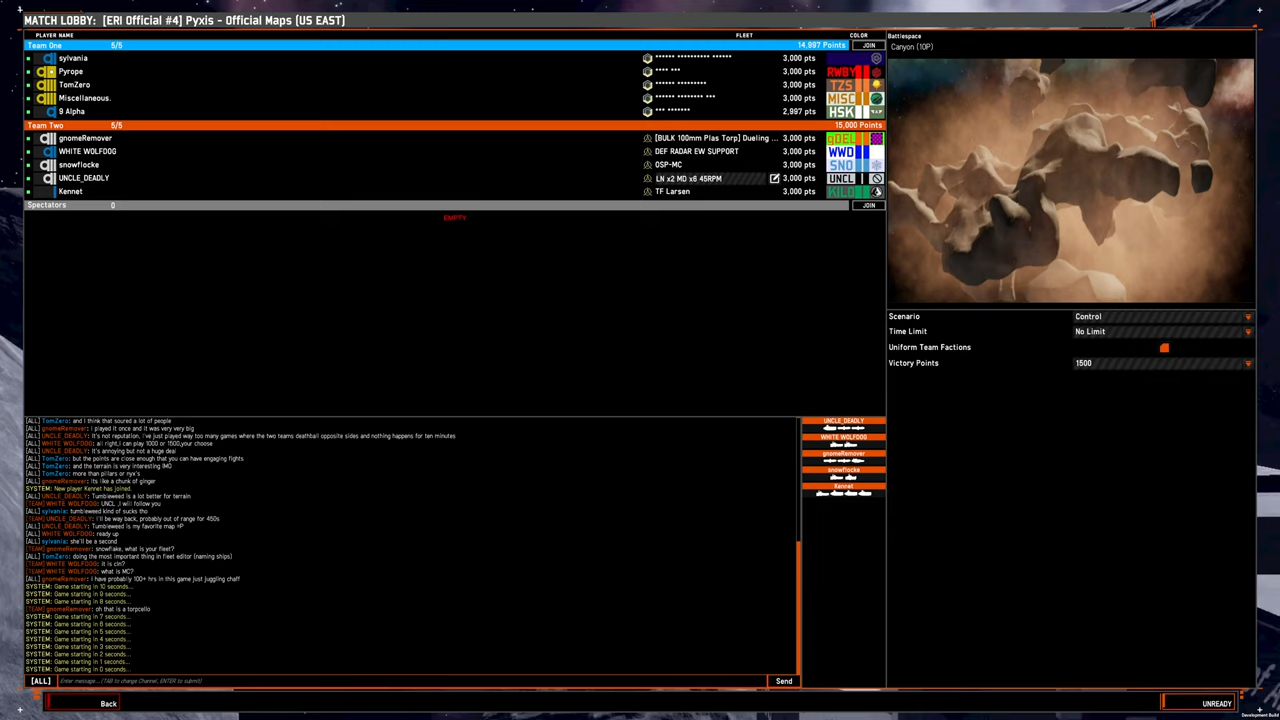 MATCH LOBBY: [ERI Official #4] Pyxis - Official Maps (US EAST)
PLAYER NAME FLEET COLOR
Team One 5/5 14,997 Points JOIN
sylvania •••••• •••••••••• •••••• 3,000 pts
Pyrope •••• ••• 3,000 pts RWBY
TomZero •••••• ••••••••• 3,000 pts TZS
Miscellaneous. •••••• •••••••• ••• 3,000 pts MISC
9 Alpha ••• ••••••• 2,997 pts HSK
Team Two 5/5 15,000 Points
gnomeRemover [BULK 100mm Plas Torp] Dueling ... 3,000 pts gDEL
WHITE WOLFDOG DEF RADAR EW SUPPORT 3,000 pts WWD
snowflocke OSP-MC 3,000 pts SNO
UNCLE_DEADLY LN x2 MD x6 45RPM 3,000 pts UNCL
Kennet TF Larsen 3,000 pts KILO
Spectators 0 JOIN
EMPTY
Battlespace
Canyon (10P)
Scenario Control
Time Limit No Limit
Uniform Team Factions
Victory Points 1500
[ALL] TomZero: and I think that soured a lot of people
[ALL] gnomeRemover: I played it once and it was very very big
[ALL] UNCLE_DEADLY: It's not reputation, i've just played way too many games where the two teams deathball opposite sides and nothing happens for ten minutes
[ALL] WHITE WOLFDOG: all right,i can play 1000 or 1500,your choose
[ALL] UNCLE_DEADLY: It's annoying but not a huge deal
[ALL] TomZero: but the points are close enough that you can have engaging fights
[ALL] TomZero: and the terrain is very interesting IMO
[ALL] TomZero: more than pillars or nyx's
[ALL] gnomeRemover: its like a chunk of ginger
SYSTEM: New player Kennet has joined.
[ALL] UNCLE_DEADLY: Tumbleweed is a lot better for terrain
[TEAM] WHITE WOLFDOG: UNCL ,I will follow you
[ALL] sylvania: tumbleweed kind of sucks tho
[TEAM] UNCLE_DEADLY: I'll be way back, probably out of range for 450s
[ALL] UNCLE_DEADLY: Tumbleweed is my favorite map =P
[ALL] WHITE WOLFDOG: ready up
[ALL] sylvania: she'll be a second
[TEAM] gnomeRemover: snowflake, what is your fleet?
[ALL] TomZero: doing the most important thing in fleet editor (naming ships)
[TEAM] WHITE WOLFDOG: it is cln?
[TEAM] WHITE WOLFDOG: what is MC?
[ALL] gnomeRemover: i have probably 100+ hrs in this game just juggling chaff
SYSTEM: Game starting in 10 seconds...
SYSTEM: Game starting in 9 seconds...
SYSTEM: Game starting in 8 seconds...
[TEAM] gnomeRemover: oh that is a torpcello
SYSTEM: Game starting in 7 seconds...
SYSTEM: Game starting in 6 seconds...
SYSTEM: Game starting in 5 seconds...
SYSTEM: Game starting in 4 seconds...
SYSTEM: Game starting in 3 seconds...
SYSTEM: Game starting in 2 seconds...
SYSTEM: Game starting in 1 seconds...
SYSTEM: Game starting in 0 seconds...
UNCLE_DEADLY
WHITE WOLFDOG
gnomeRemover
snowflocke
Kennet
[ALL] Enter message... (TAB to change Channel, ENTER to submit) Send
Back UNREADY
Development Build